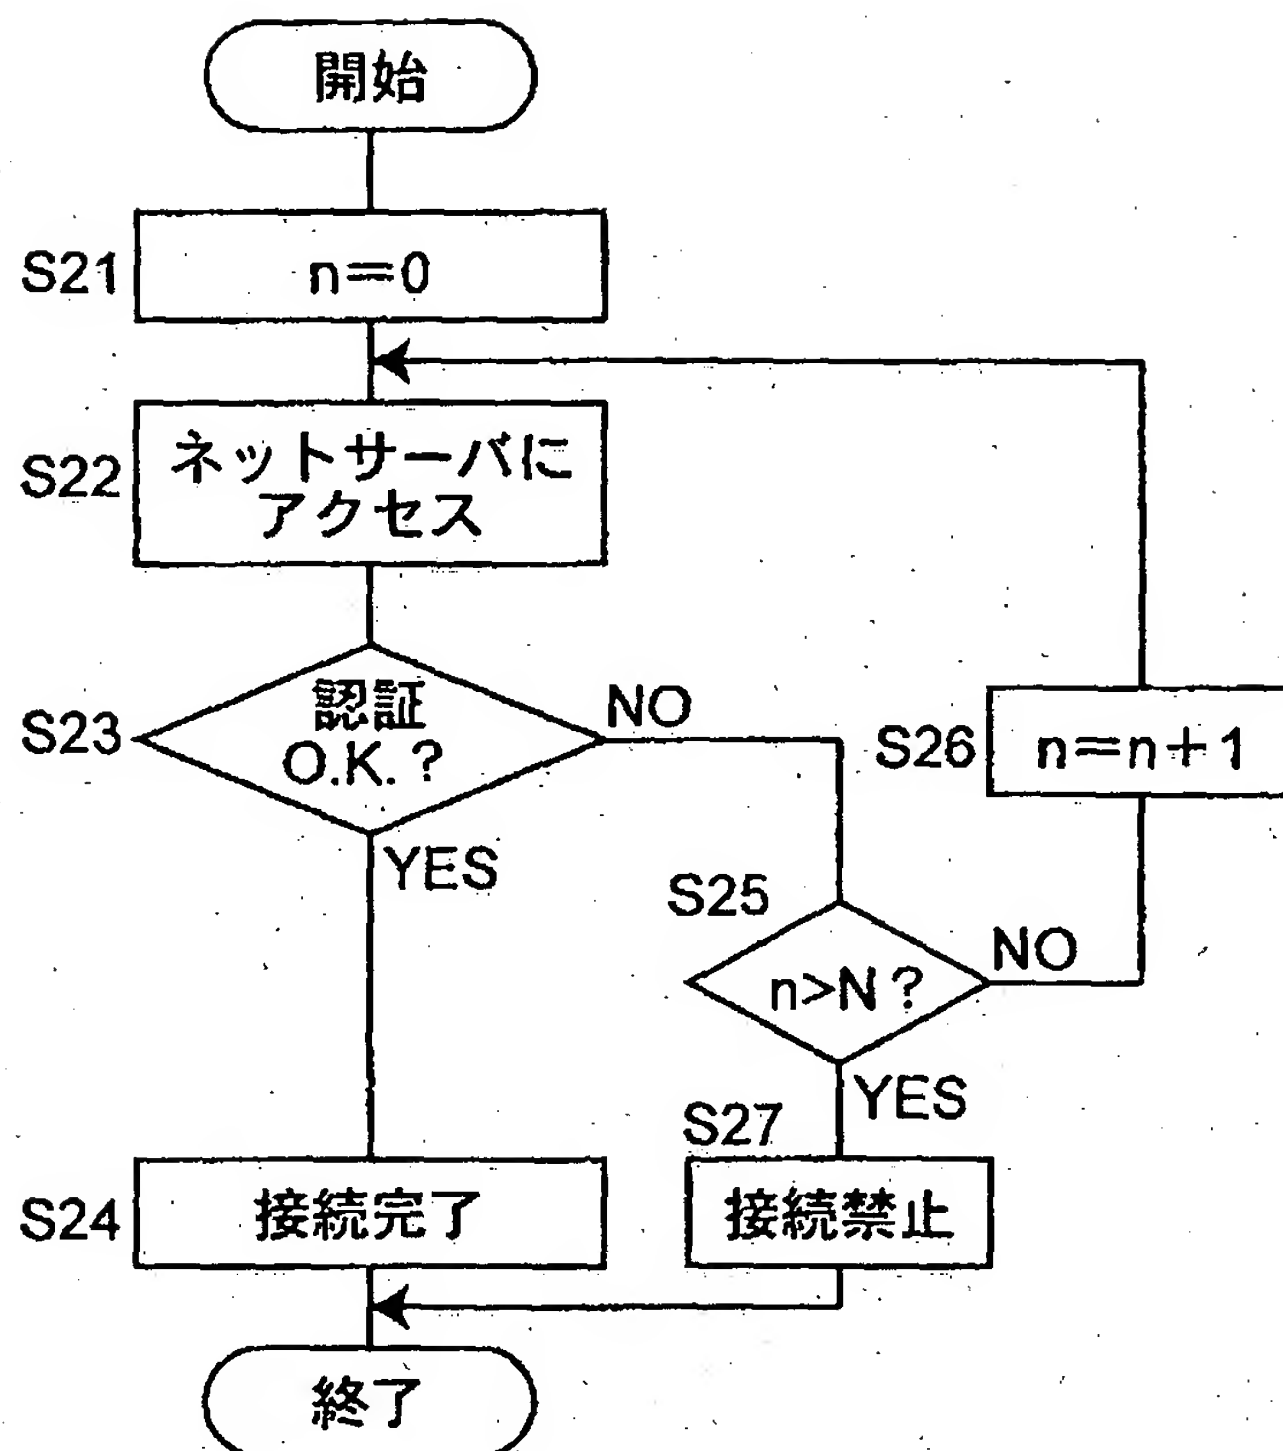 開始
S21
n=0
S22
ネットサーバに
アクセス
S23
認証
O.K.?
NO
YES
S26
n=n+1
S25
n>N?
NO
YES
S27
接続禁止
S24
接続完了
終了